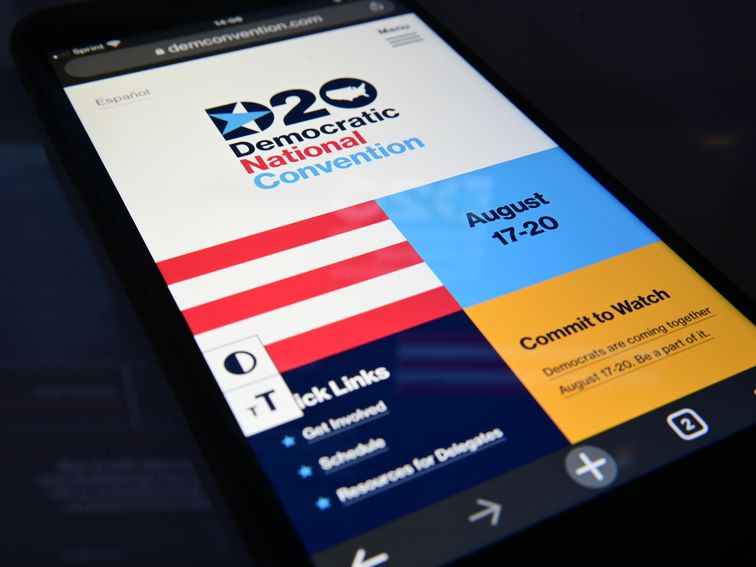 14:08
Sprint
demconvention.com
Menu
Español
D20
Democratic
National
Convention
August
17-20
Commit to Watch
Democrats are coming together
August 17-20. Be a part of it.
ick Links
Get Involved
Schedule
Resources for Delegates
TT
2